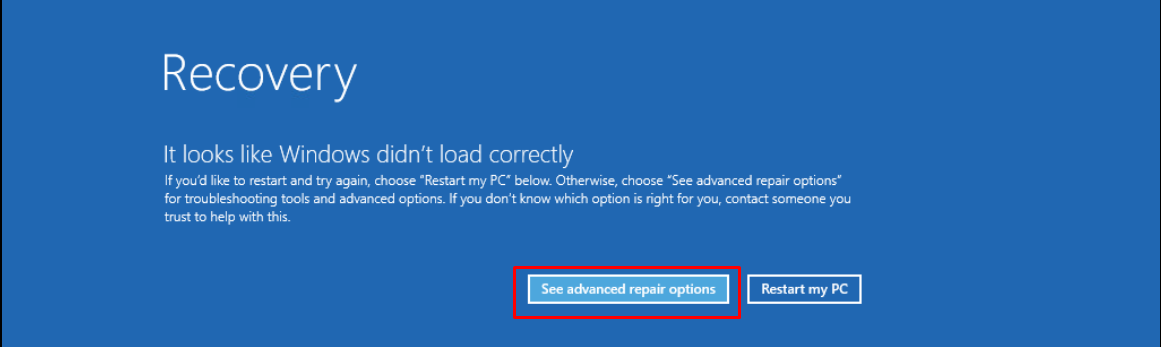 Recovery
It looks like Windows didn't load correctly
If you'd like to restart and try again, choose “Restart my PC” below. Otherwise, choose “See advanced repair options”
for troubleshooting tools and advanced options. If you don't know which option is right for you, contact someone you
trust to help with this.
See advanced repair options
Restart my PC